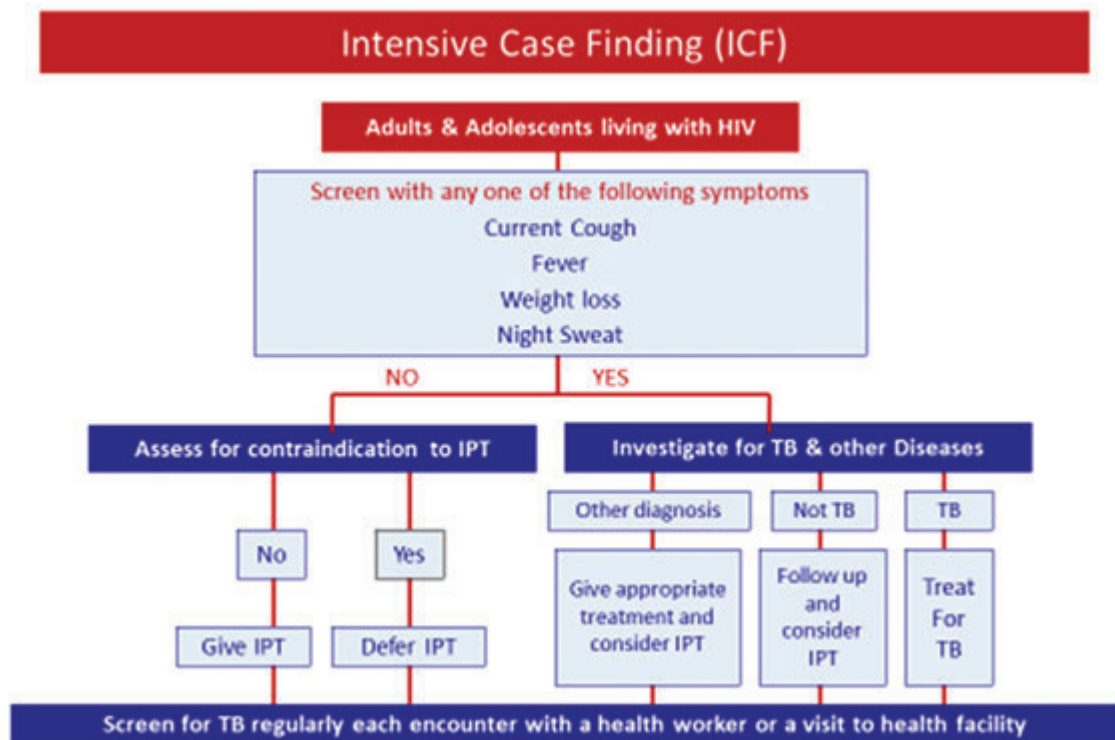 Intensive Case Finding (ICF)
Adults & Adolescents living with HIV
Screen with any one of the following symptoms
Current Cough
Fever
Weight loss
Night Sweat
NO
YES
Assess for contraindication to IPT
No
Yes
Give IPT
Defer IPT
Investigate for TB & other Diseases
Other diagnosis
Not TB
TB
Give appropriate
treatment and
consider IPT
Follow up
and
consider
IPT
Treat
For
TB
Screen for TB regularly each encounter with a health worker or a visit to health facility